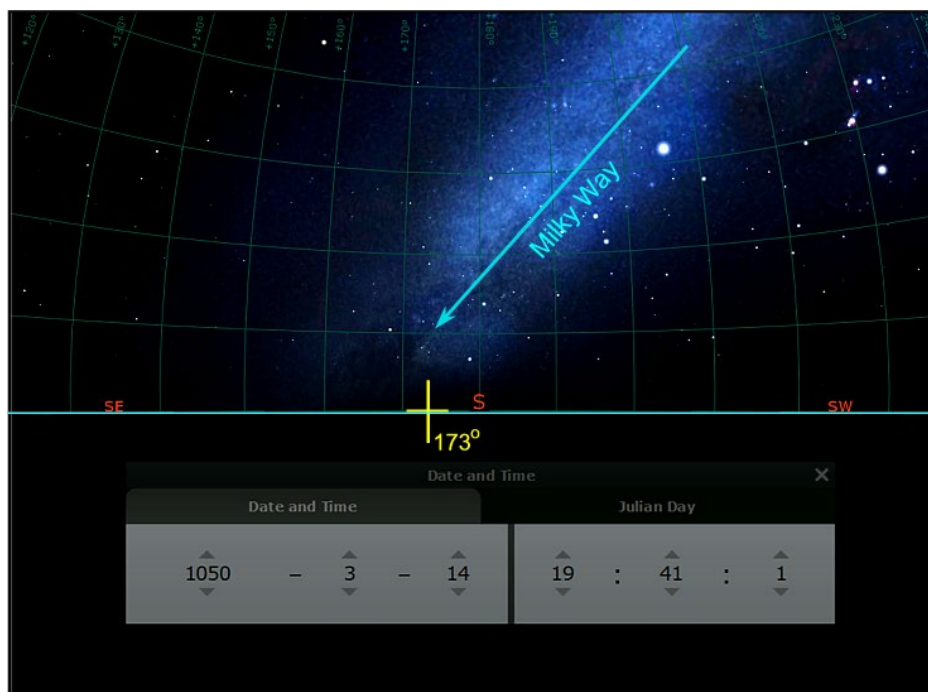 +120° +130° +140° +150° +160° +170° +180°
Milky Way
SE S SW
173°
Date and Time ×
Date and Time Julian Day
1050 – 3 – 14 19 : 41 : 1